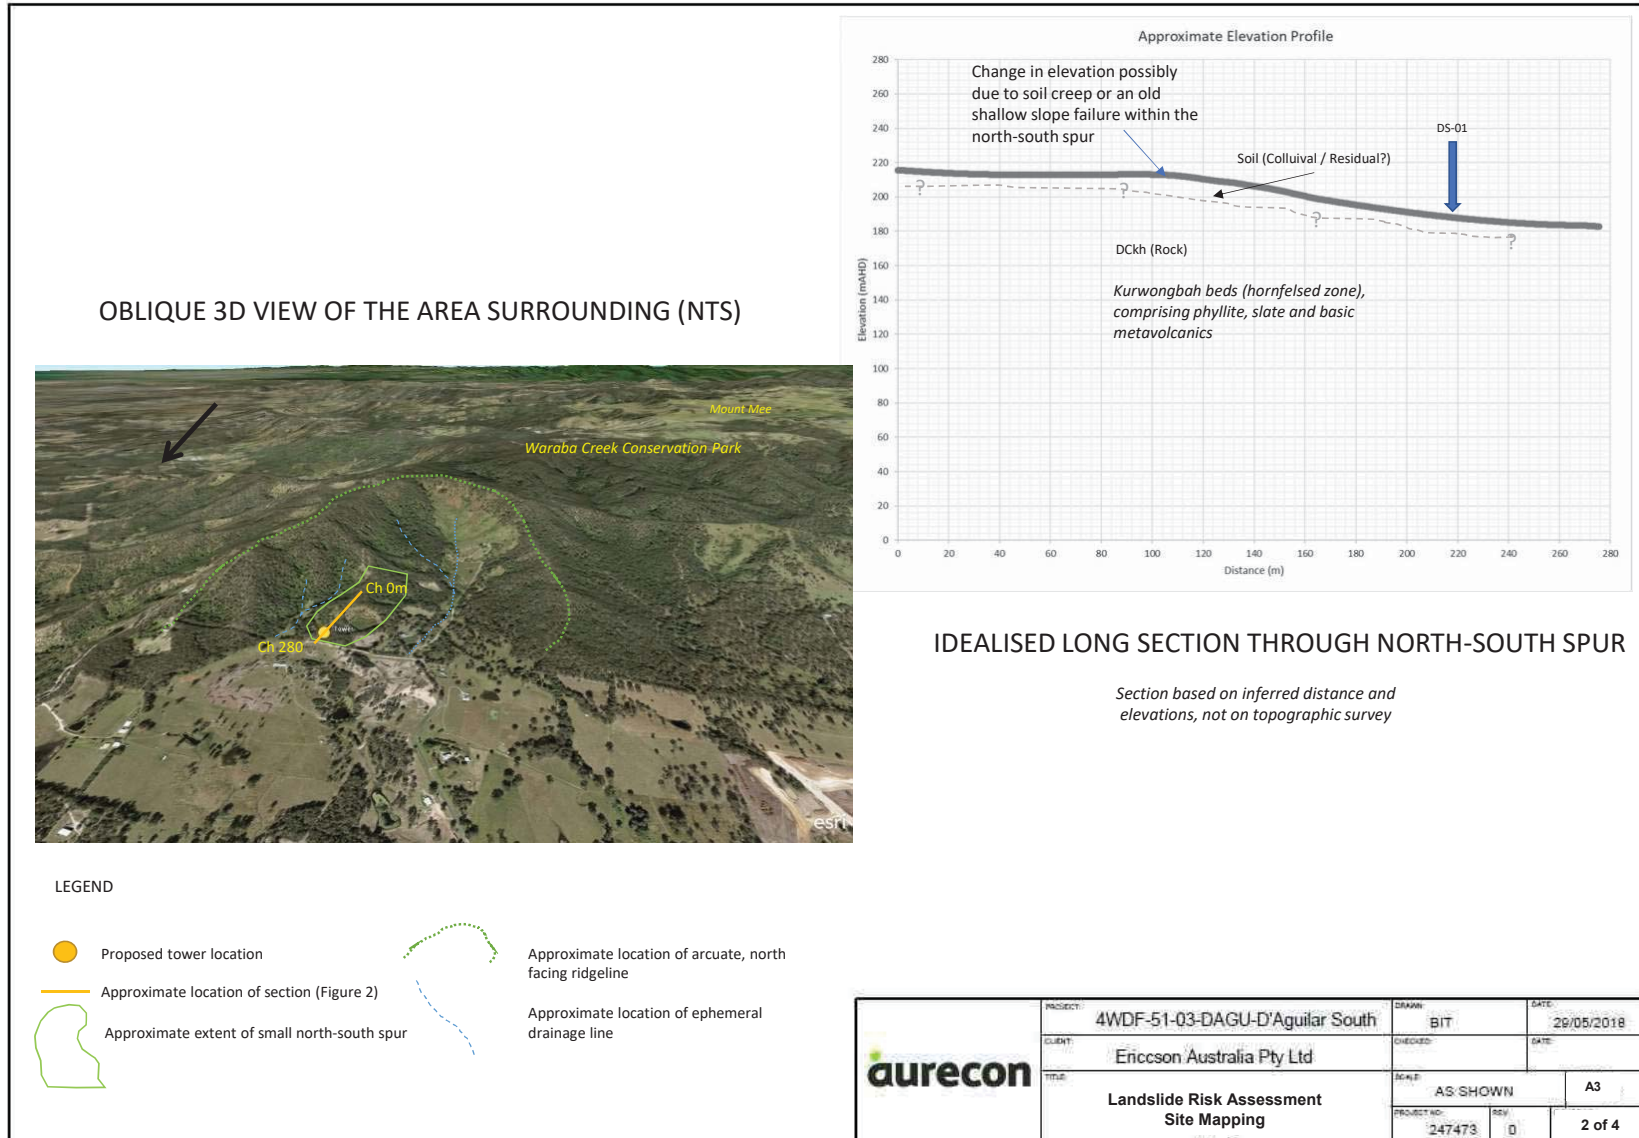 Approximate Elevation Profile
280
260
240
220
200
180
160
140
120
100
80
60
40
20
0
Elevation (mAHD)
0 20 40 60 80 100 120 140 160 180 200 220 240 260 280
Distance (m)
Change in elevation possibly
due to soil creep or an old
shallow slope failure within the
north-south spur
Soil (Colluival / Residual?)
DS-01
? ? ? ?
DCkh (Rock)
Kurwongbah beds (hornfelsed zone),
comprising phyllite, slate and basic
metavolcanics
OBLIQUE 3D VIEW OF THE AREA SURROUNDING (NTS)
Mount Mee
Waraba Creek Conservation Park
Ch 0m
Tower
Ch 280
esri
IDEALISED LONG SECTION THROUGH NORTH-SOUTH SPUR
Section based on inferred distance and
elevations, not on topographic survey
LEGEND
Proposed tower location
Approximate location of section (Figure 2)
Approximate extent of small north-south spur
Approximate location of arcuate, north
facing ridgeline
Approximate location of ephemeral
drainage line
aurecon
PROJECT:
4WDF-51-03-DAGU-D'Aguilar South
DRAWN:
BIT
DATE:
29/05/2018
CLIENT:
Ericcson Australia Pty Ltd
CHECKED:
DATE:
TITLE:
Landslide Risk Assessment
Site Mapping
SCALE:
AS SHOWN
A3
PROJECT NO:
247473
REV
0
2 of 4